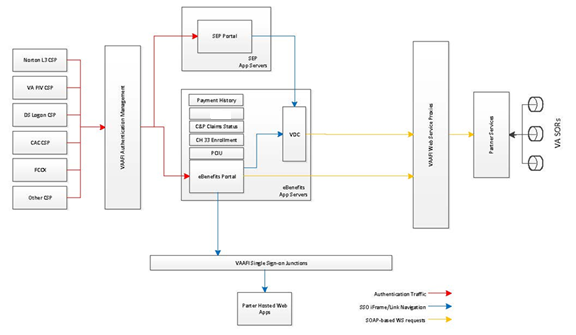 Norton L3 CSP
VA PIV CSP
DS Logon CSP
CAC CSP
FCCX
Other CSP
VAAFI Authentication Management
SEP Portal
SEP
App Servers
Payment History
C&P Claims Status
CH 33 Enrollment
PCIU
eBenefits Portal
VDC
eBenefits
App Servers
VAAFI Web Service Proxies
Partner Services
VA SORs
VAAFI Single Sign-on Junctions
Parter Hosted Web
Apps
Authentication Traffic
SSO iFrame/Link Navigation
SOAP-based WS requests